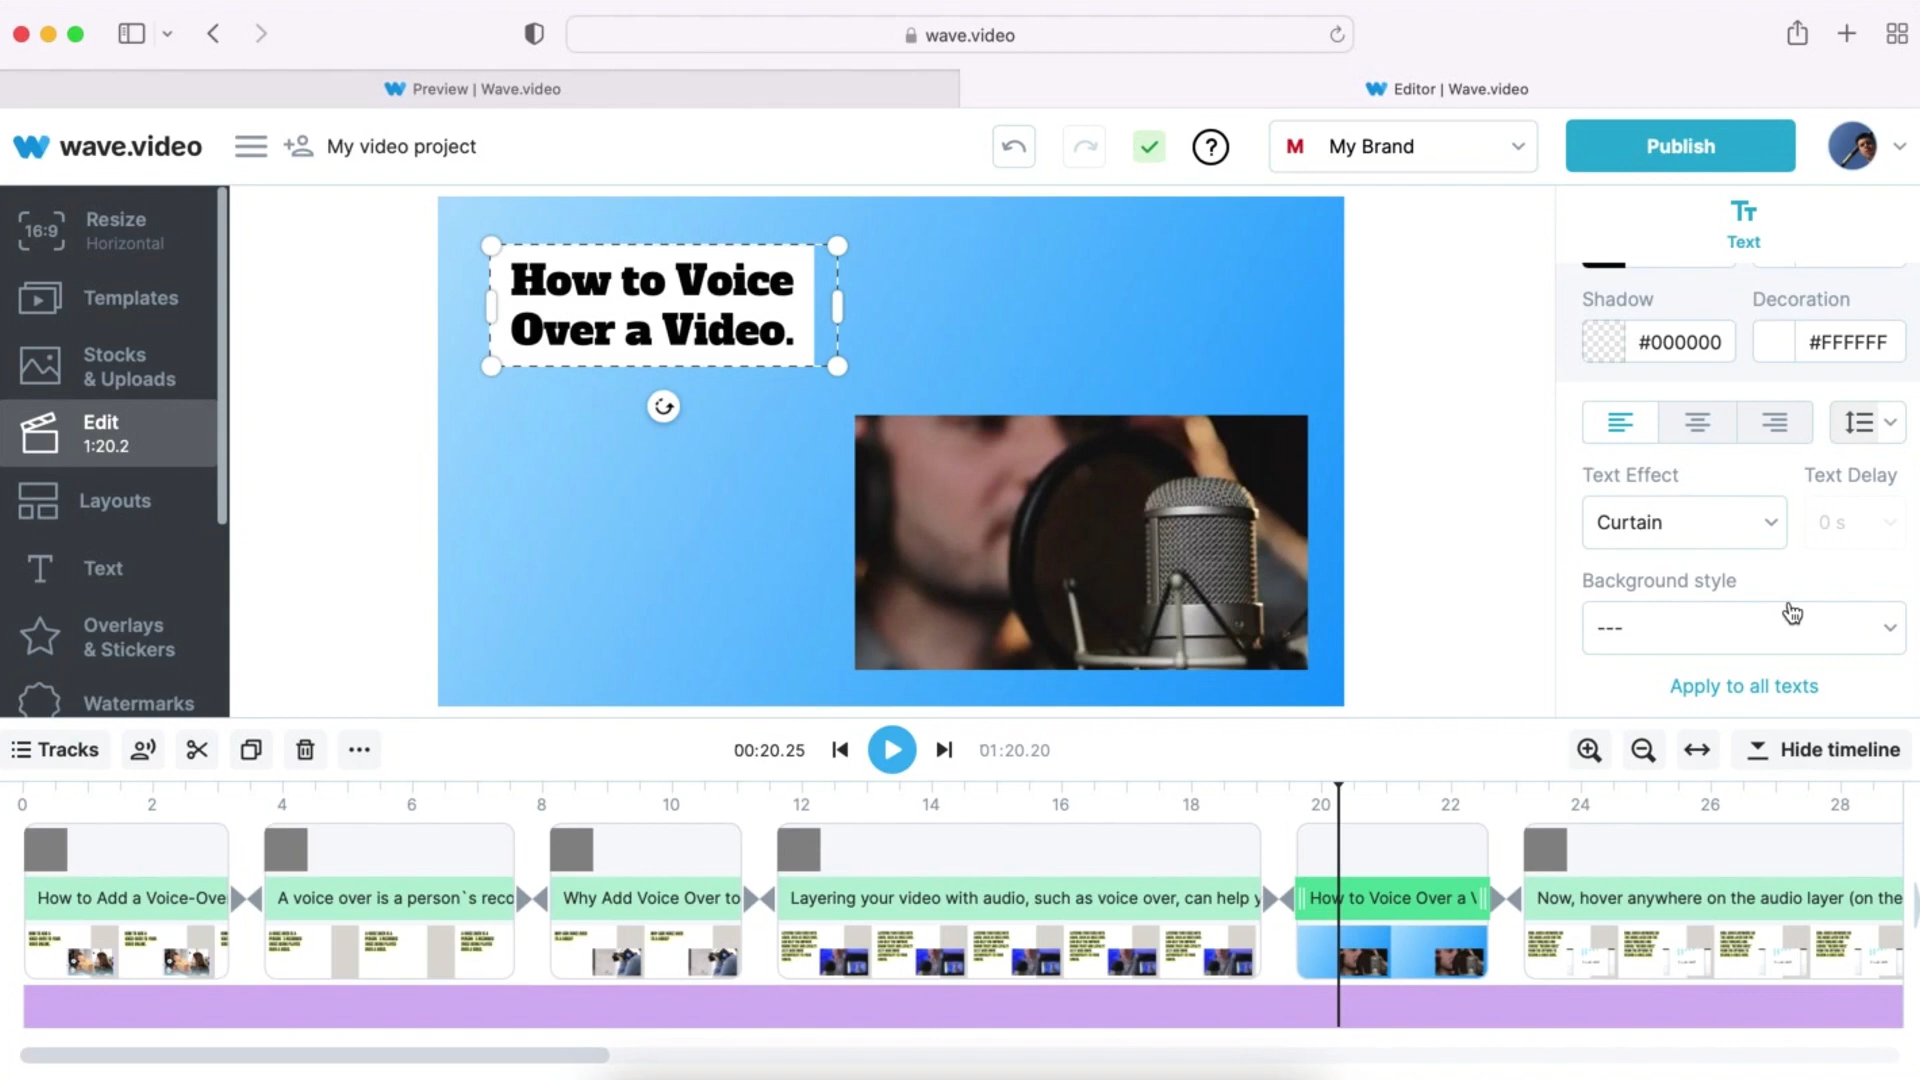 wave.video
Preview | Wave.video
Editor | Wave.video
wave.video
My video project
?
M My Brand
Publish
16:9
Resize
Horizontal
Templates
Stocks
& Uploads
Edit
1:20.2
Layouts
Text
Overlays
& Stickers
Watermarks
How to Voice
Over a Video.
Text
Shadow
Decoration
#000000
#FFFFFF
Text Effect
Text Delay
Curtain
0 s
Background style
---
Apply to all texts
Tracks
00:20.25
01:20.20
Hide timeline
0 2 4 6 8 10 12 14 16 18 20 22 24 26 28
How to Add a Voice-Ove
A voice over is a person`s reco
Why Add Voice Over to
Layering your video with audio, such as voice over, can help y
How to Voice Over a V
Now, hover anywhere on the audio layer (on the